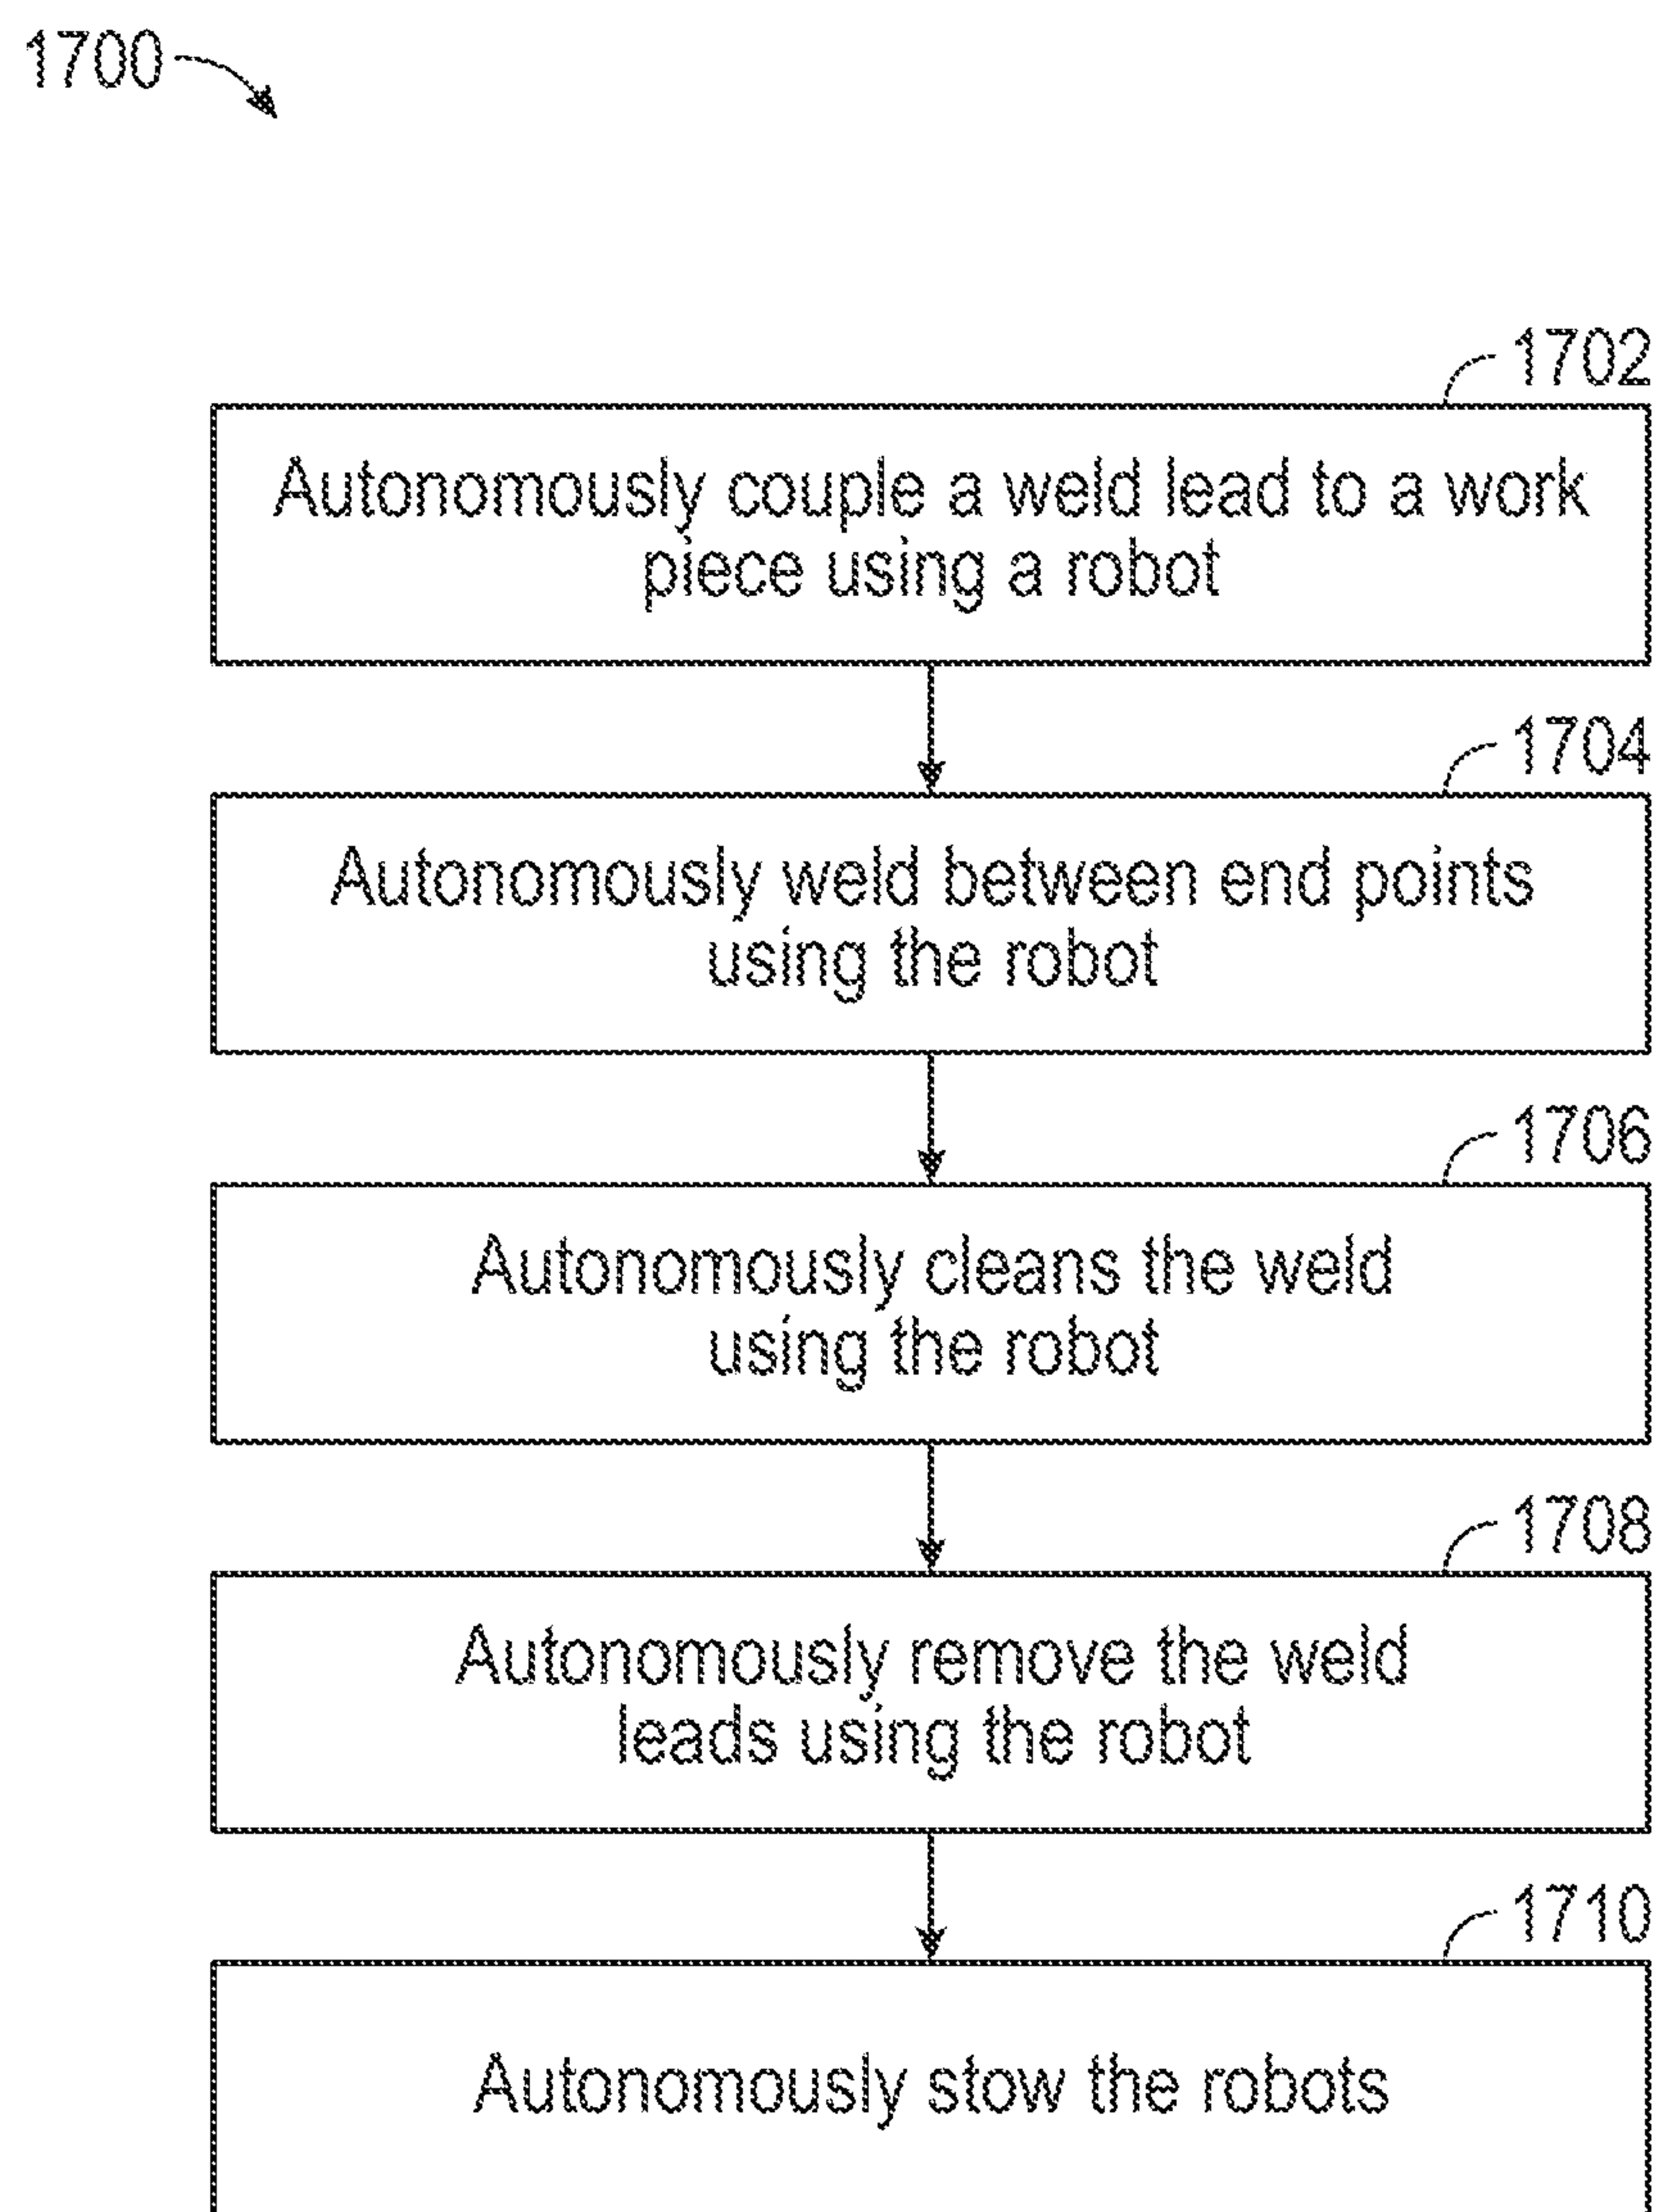 1700
1702
Autonomously couple a weld lead to a work
piece using a robot
1704
Autonomously weld between end points
using the robot
1706
Autonomously cleans the weld
using the robot
1708
Autonomously remove the weld
leads using the robot
1710
Autonomously stow the robots